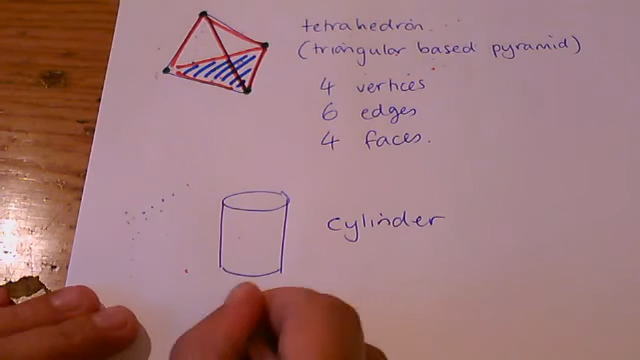 tetrahedron
(triangular based pyramid)
4 vertices
6 edges
4 faces.
cylinder